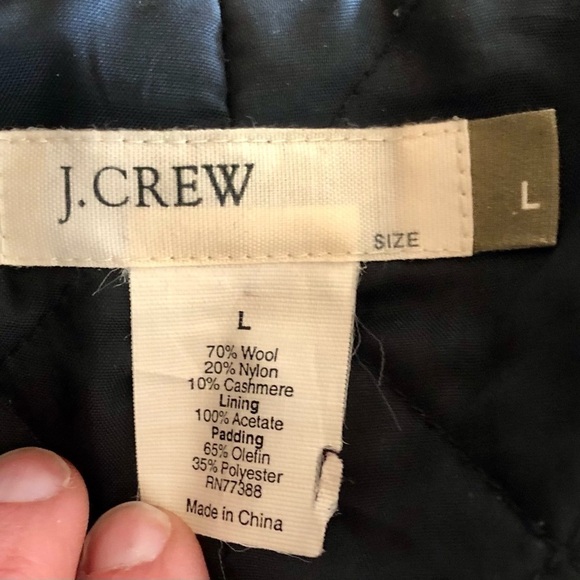 J.CREW
SIZE
L
L
70% Wool
20% Nylon
10% Cashmere
Lining
100% Acetate
Padding
65% Olefin
35% Polyester
RN77388
Made in China